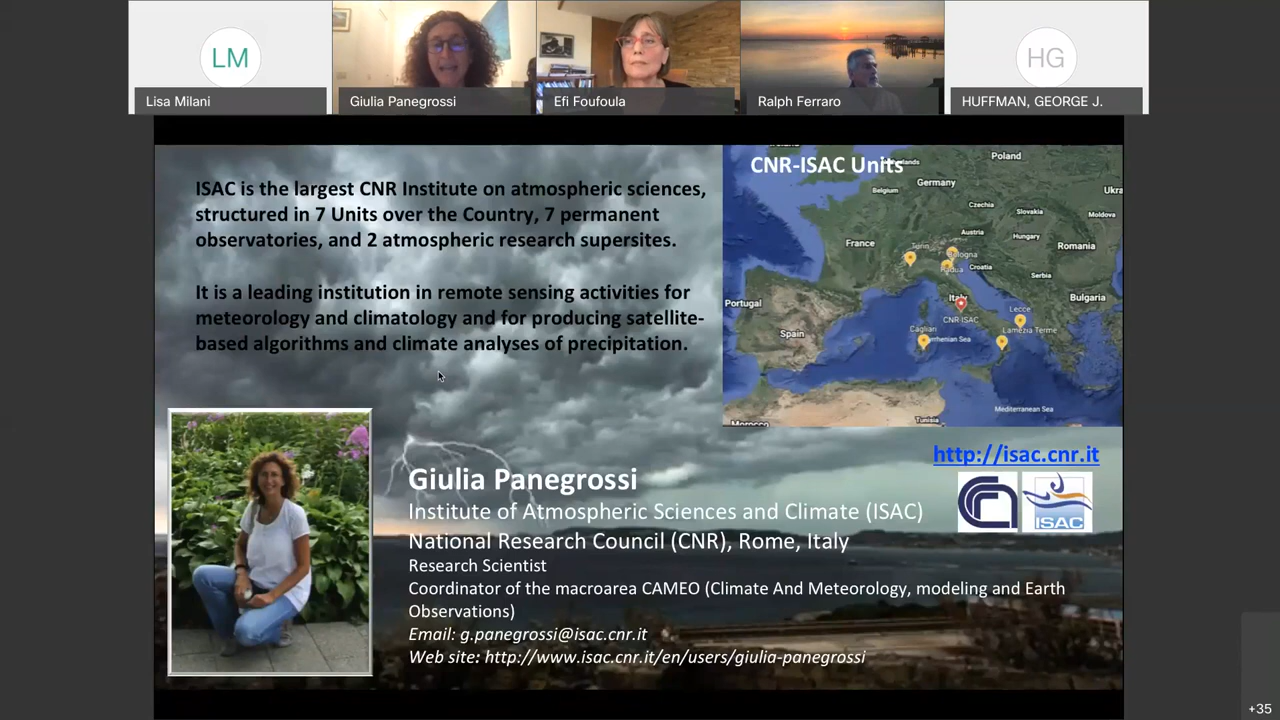 LM
Lisa Milani
Giulia Panegrossi
Efi Foufoula
Ralph Ferraro
HG
HUFFMAN, GEORGE J.
ISAC is the largest CNR Institute on atmospheric sciences,
structured in 7 Units over the Country, 7 permanent
observatories, and 2 atmospheric research supersites.
It is a leading institution in remote sensing activities for
meteorology and climatology and for producing satellite-
based algorithms and climate analyses of precipitation.
CNR-ISAC Units
Poland
Germany
Belgium
Ukra
Czechia
Slovakia
Moldova
Austria
Hungary
France
Romania
Torin
Bologna
Padua
Croatia
Serbia
Italy
Bulgaria
Portugal
Spain
CNR ISAC
Lecce
Cagliari
Lamezia Terme
Mediterranean Sea
Tunisia
Morocco
http://isac.cnr.it
ISAC
Giulia Panegrossi
Institute of Atmospheric Sciences and Climate (ISAC)
National Research Council (CNR), Rome, Italy
Research Scientist
Coordinator of the macroarea CAMEO (Climate And Meteorology, modeling and Earth
Observations)
Email: g.panegrossi@isac.cnr.it
Web site: http://www.isac.cnr.it/en/users/giulia-panegrossi
+35